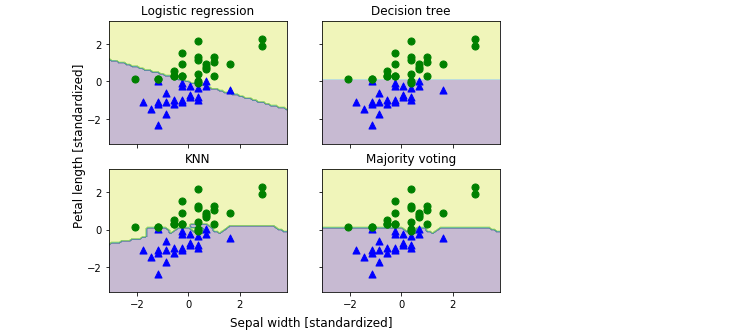 Logistic regression
Decision tree
2
0
−2
Petal length [standardized]
KNN
Majority voting
2
0
−2
−2
0
2
−2
0
2
Sepal width [standardized]